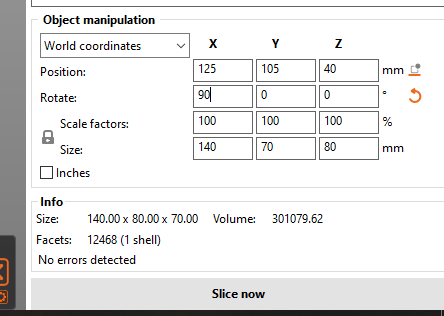 Object manipulation
World coordinates X Y Z
Position: 125 105 40 mm
Rotate: 90 0 0 °
Scale factors: 100 100 100 %
Size: 140 70 80 mm
Inches
Info
Size: 140.00 x 80.00 x 70.00 Volume: 301079.62
Facets: 12468 (1 shell)
No errors detected
Slice now